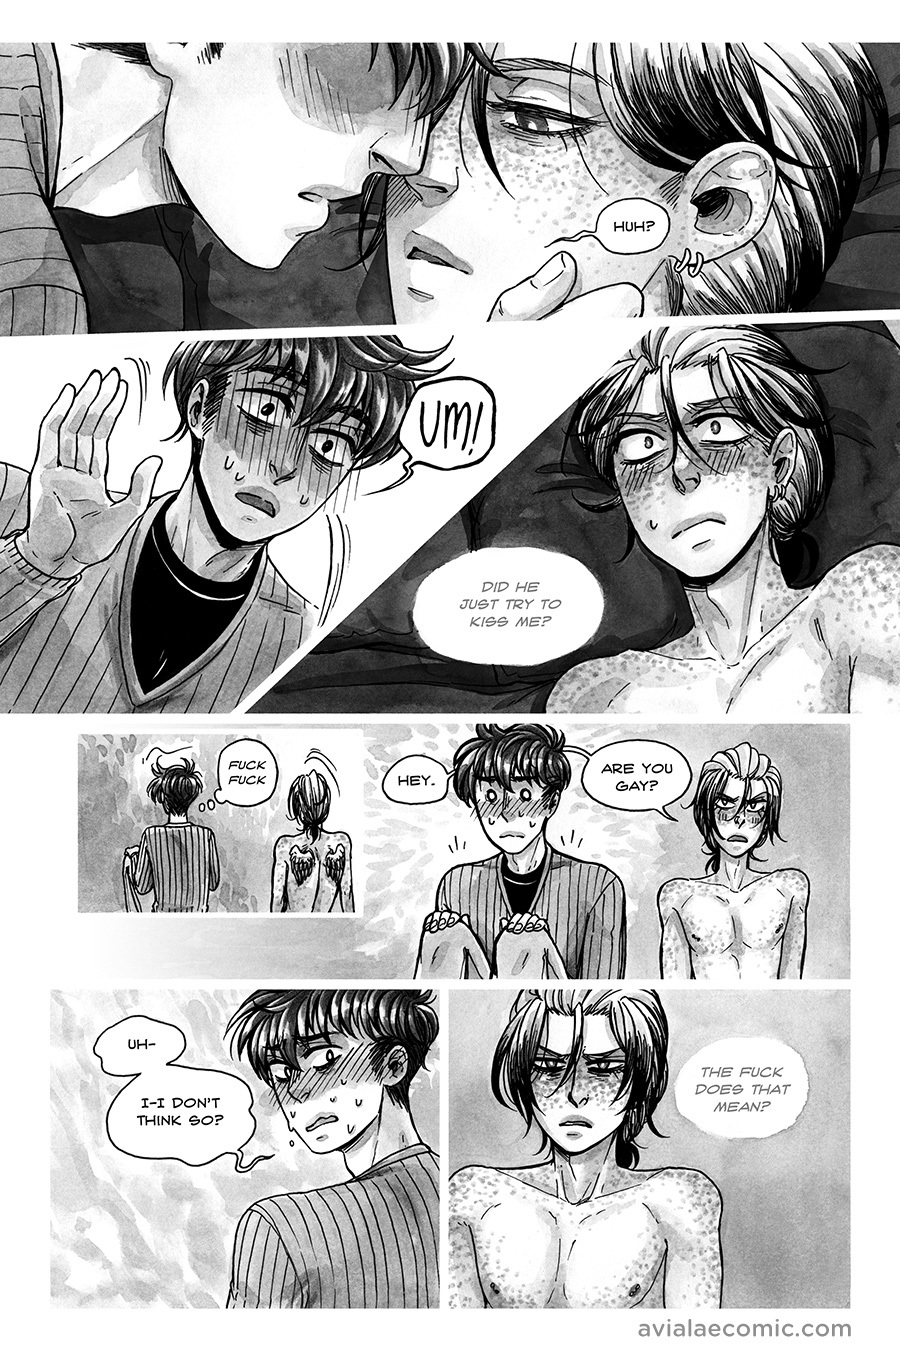 HUH?
UM!
DID HE
JUST TRY TO
KISS ME?
FUCK
FUCK
HEY.
ARE YOU
GAY?
UH-
I-I DON'T
THINK SO?
THE FUCK
DOES THAT
MEAN?
avialaecomic.com